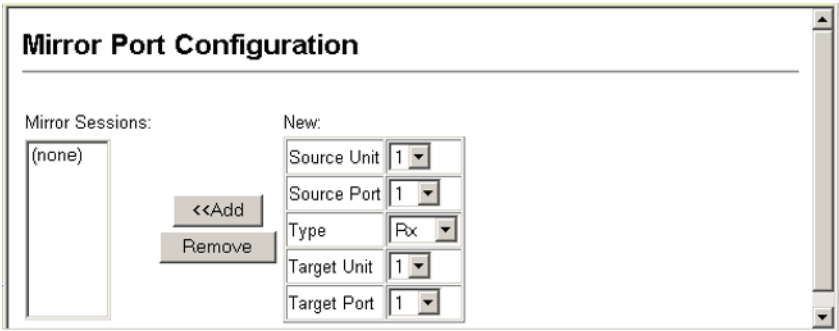 Mirror Port Configuration
Mirror Sessions:
(none)
<<Add
Remove
New:
Source Unit 1
Source Port 1
Type Rx
Target Unit 1
Target Port 1